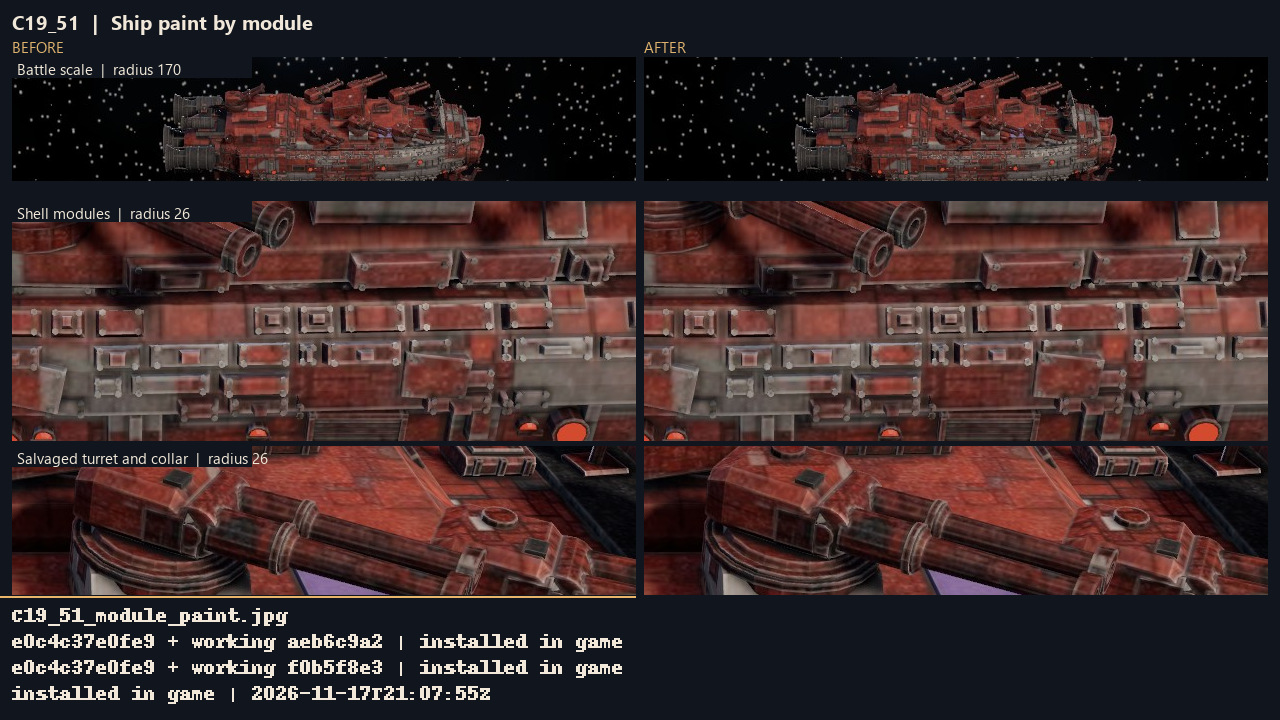 C19_51 | Ship paint by module
BEFORE
AFTER
Battle scale | radius 170
Shell modules | radius 26
Salvaged turret and collar | radius 26
C19_51_module_paint.jpg
e0c4c37e0fe9 + working aeb6c9a2 | installed in game
e0c4c37e0fe9 + working f0b5f8e3 | installed in game
installed in game | 2026-11-17T21:07:55Z